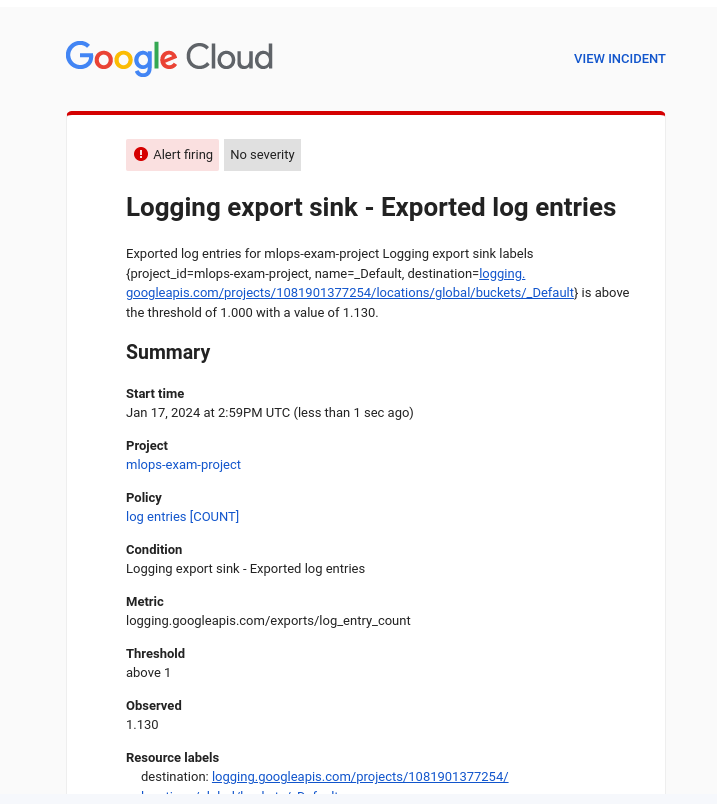 Google Cloud
VIEW INCIDENT
Alert firing
No severity
Logging export sink - Exported log entries
Exported log entries for mlops-exam-project Logging export sink labels
{project_id=mlops-exam-project, name=_Default, destination=logging.
googleapis.com/projects/1081901377254/locations/global/buckets/_Default} is above
the threshold of 1.000 with a value of 1.130.
Summary
Start time
Jan 17, 2024 at 2:59PM UTC (less than 1 sec ago)
Project
mlops-exam-project
Policy
log entries [COUNT]
Condition
Logging export sink - Exported log entries
Metric
logging.googleapis.com/exports/log_entry_count
Threshold
above 1
Observed
1.130
Resource labels
destination: logging.googleapis.com/projects/1081901377254/